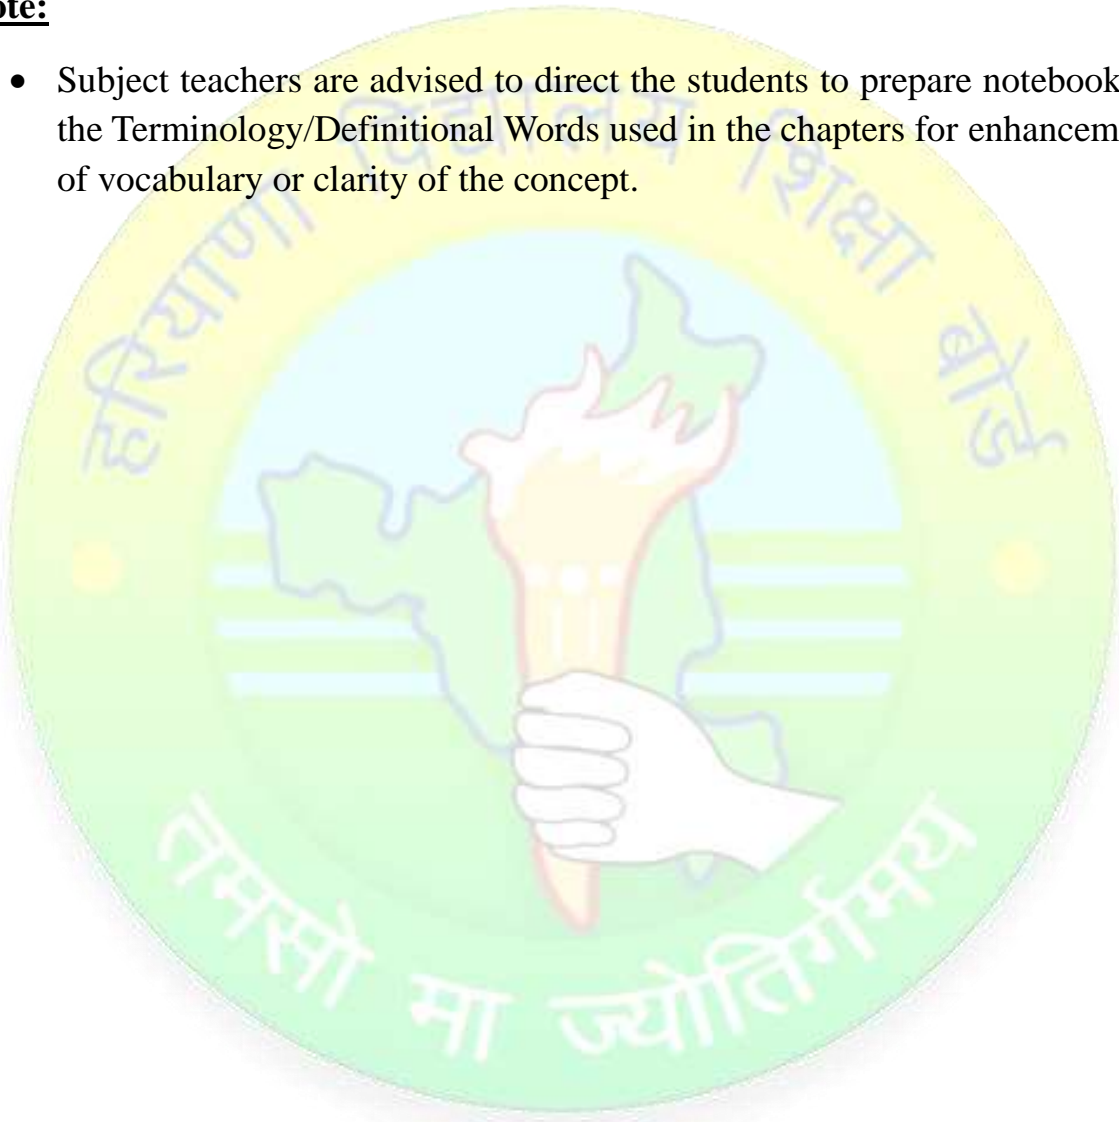 ote:
• Subject teachers are advised to direct the students to prepare notebook
the Terminology/Definitional Words used in the chapters for enhancem
of vocabulary or clarity of the concept.
हरियाणा विद्यालय शिक्षा बोर्ड
तमसो मा ज्योतिर्गमय